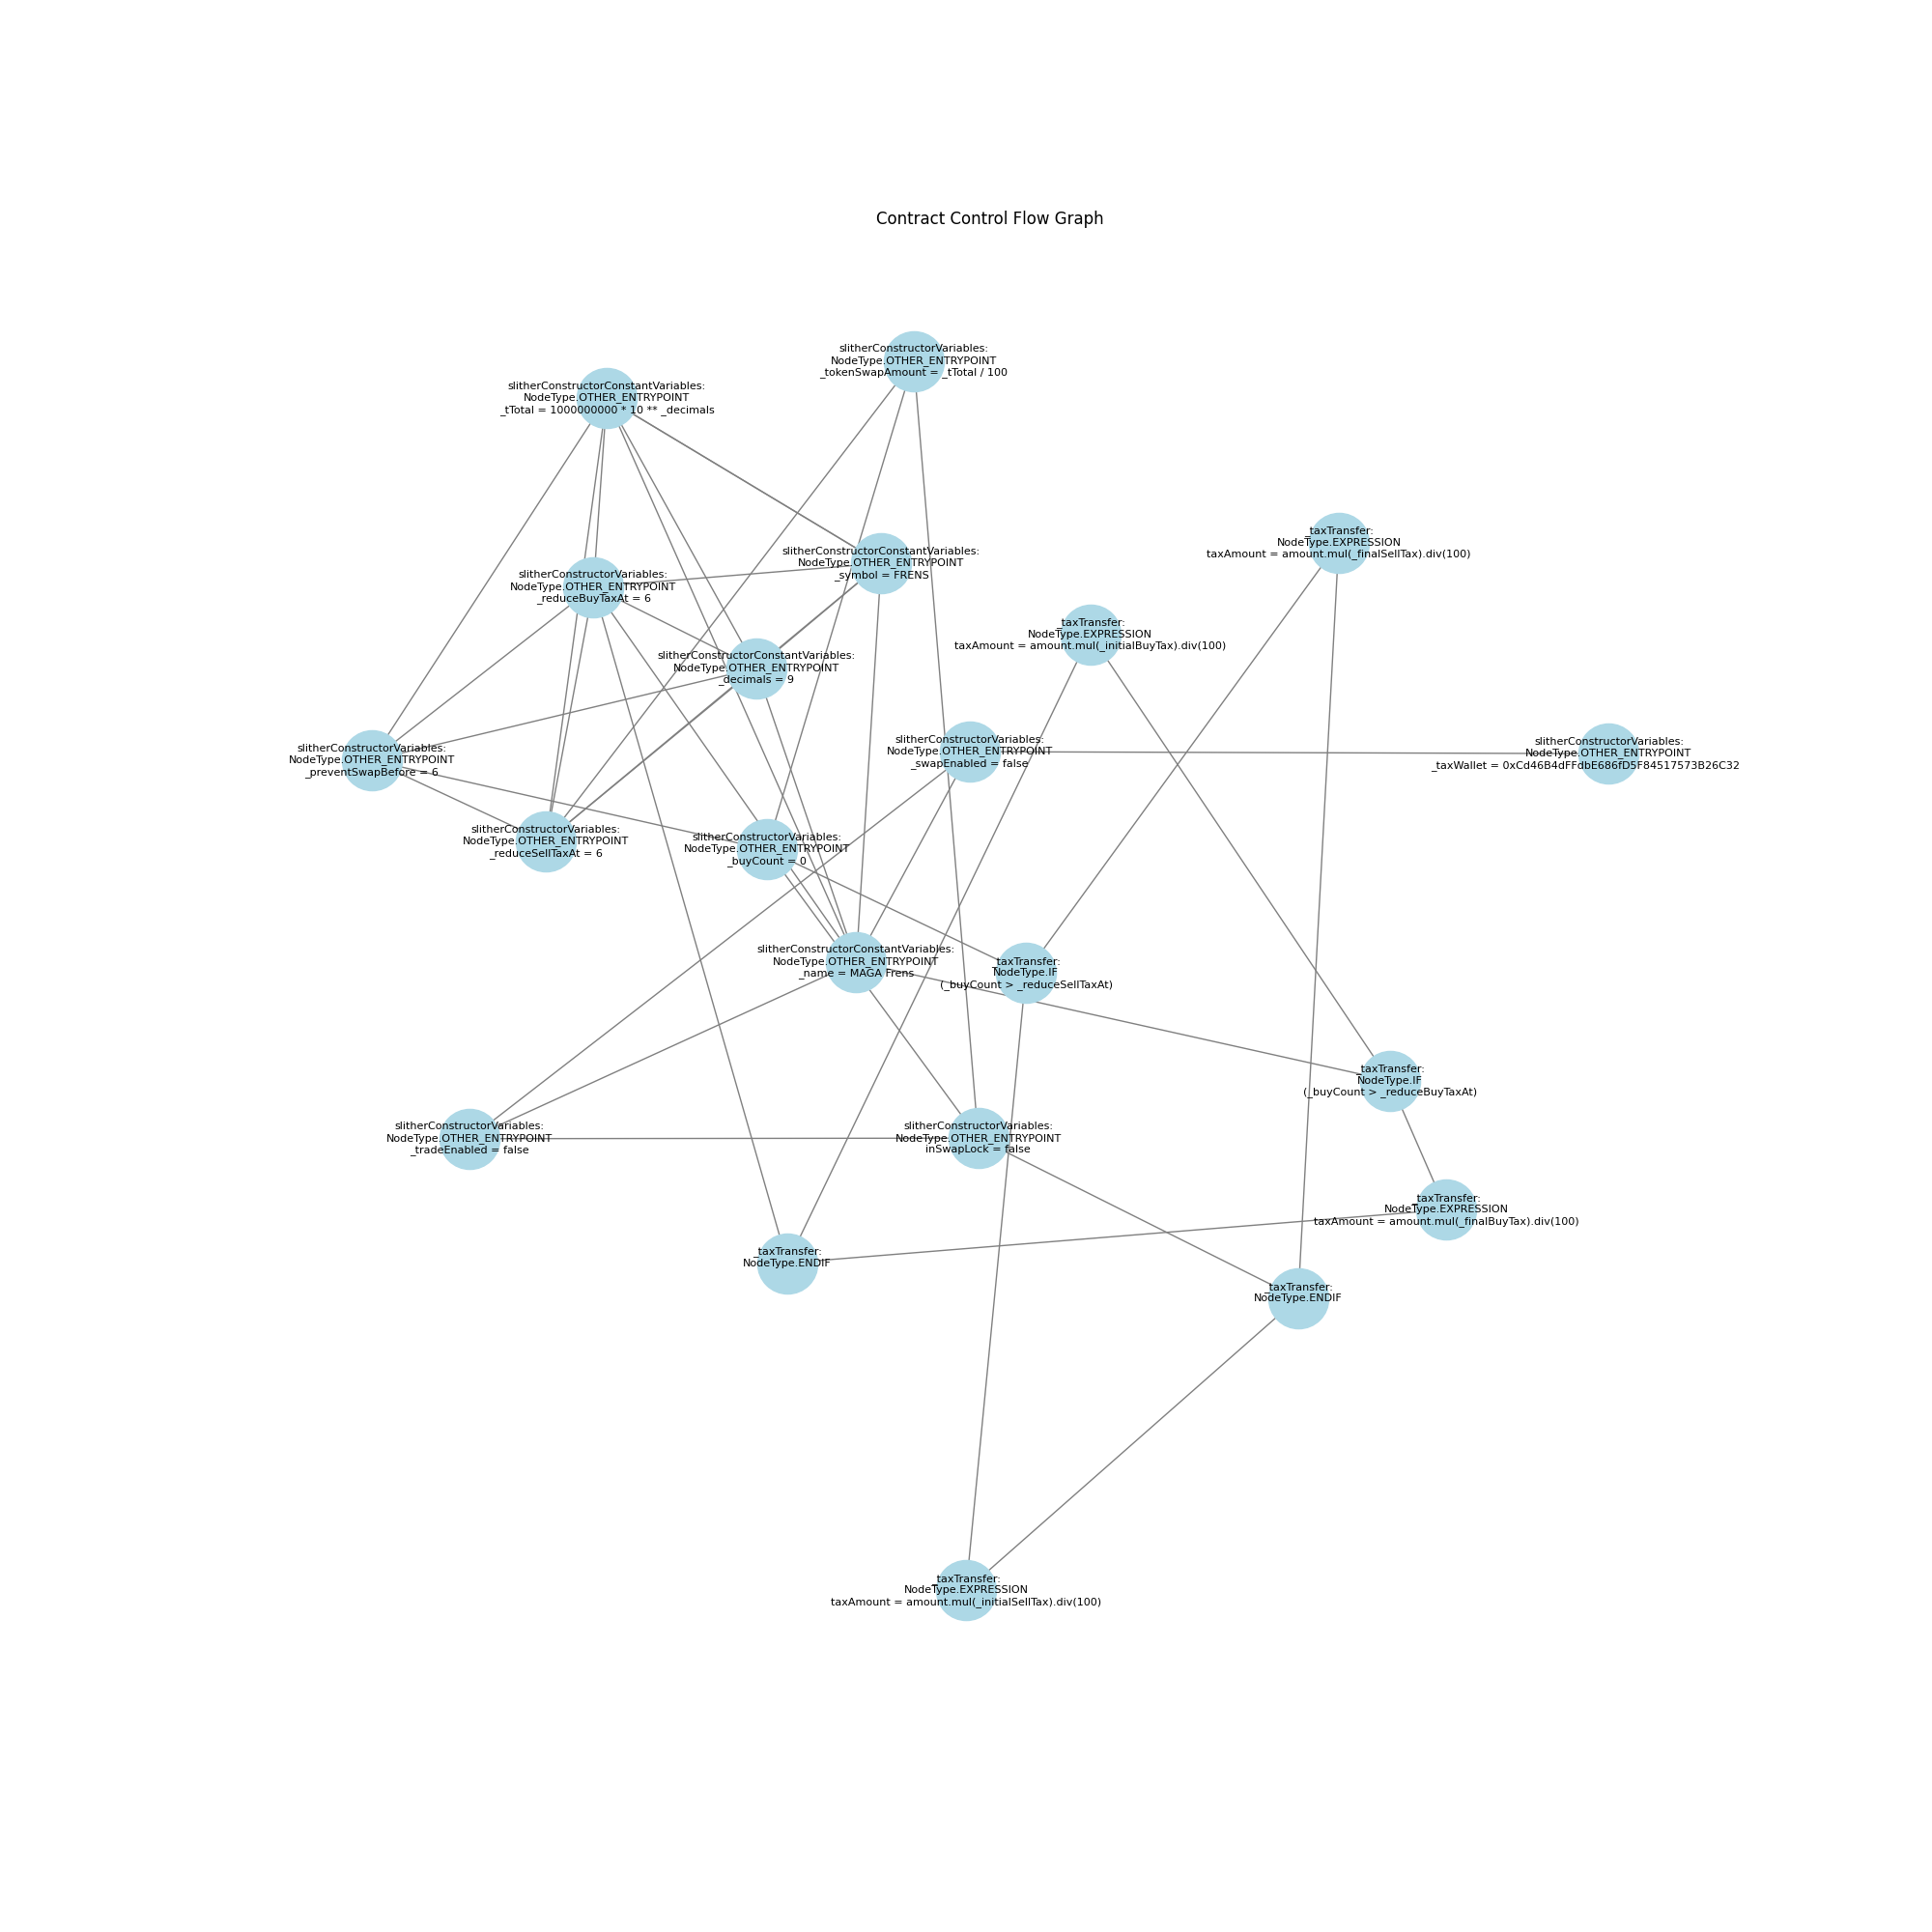 Contract Control Flow Graph
slitherConstructorVariables:
NodeType.OTHER_ENTRYPOINT
_tokenSwapAmount = _tTotal / 100
slitherConstructorConstantVariables:
NodeType.OTHER_ENTRYPOINT
_tTotal = 1000000000 * 10 ** _decimals
_taxTransfer:
NodeType.EXPRESSION
taxAmount = amount.mul(_finalSellTax).div(100)
slitherConstructorConstantVariables:
NodeType.OTHER_ENTRYPOINT
_symbol = FRENS
slitherConstructorVariables:
NodeType.OTHER_ENTRYPOINT
_reduceBuyTaxAt = 6
_taxTransfer:
NodeType.EXPRESSION
taxAmount = amount.mul(_initialBuyTax).div(100)
slitherConstructorConstantVariables:
NodeType.OTHER_ENTRYPOINT
_decimals = 9
slitherConstructorVariables:
NodeType.OTHER_ENTRYPOINT
_swapEnabled = false
slitherConstructorVariables:
NodeType.OTHER_ENTRYPOINT
_taxWallet = 0xCd46B4dFFdbE686fD5F84517573B26C32
slitherConstructorVariables:
NodeType.OTHER_ENTRYPOINT
_preventSwapBefore = 6
slitherConstructorVariables:
NodeType.OTHER_ENTRYPOINT
_reduceSellTaxAt = 6
slitherConstructorVariables:
NodeType.OTHER_ENTRYPOINT
_buyCount = 0
slitherConstructorConstantVariables:
NodeType.OTHER_ENTRYPOINT
_name = MAGA Frens
_taxTransfer:
NodeType.IF
(_buyCount > _reduceSellTaxAt)
_taxTransfer:
NodeType.IF
(_buyCount > _reduceBuyTaxAt)
slitherConstructorVariables:
NodeType.OTHER_ENTRYPOINT
_tradeEnabled = false
slitherConstructorVariables:
NodeType.OTHER_ENTRYPOINT
inSwapLock = false
_taxTransfer:
NodeType.EXPRESSION
taxAmount = amount.mul(_finalBuyTax).div(100)
_taxTransfer:
NodeType.ENDIF
_taxTransfer:
NodeType.ENDIF
_taxTransfer:
NodeType.EXPRESSION
taxAmount = amount.mul(_initialSellTax).div(100)